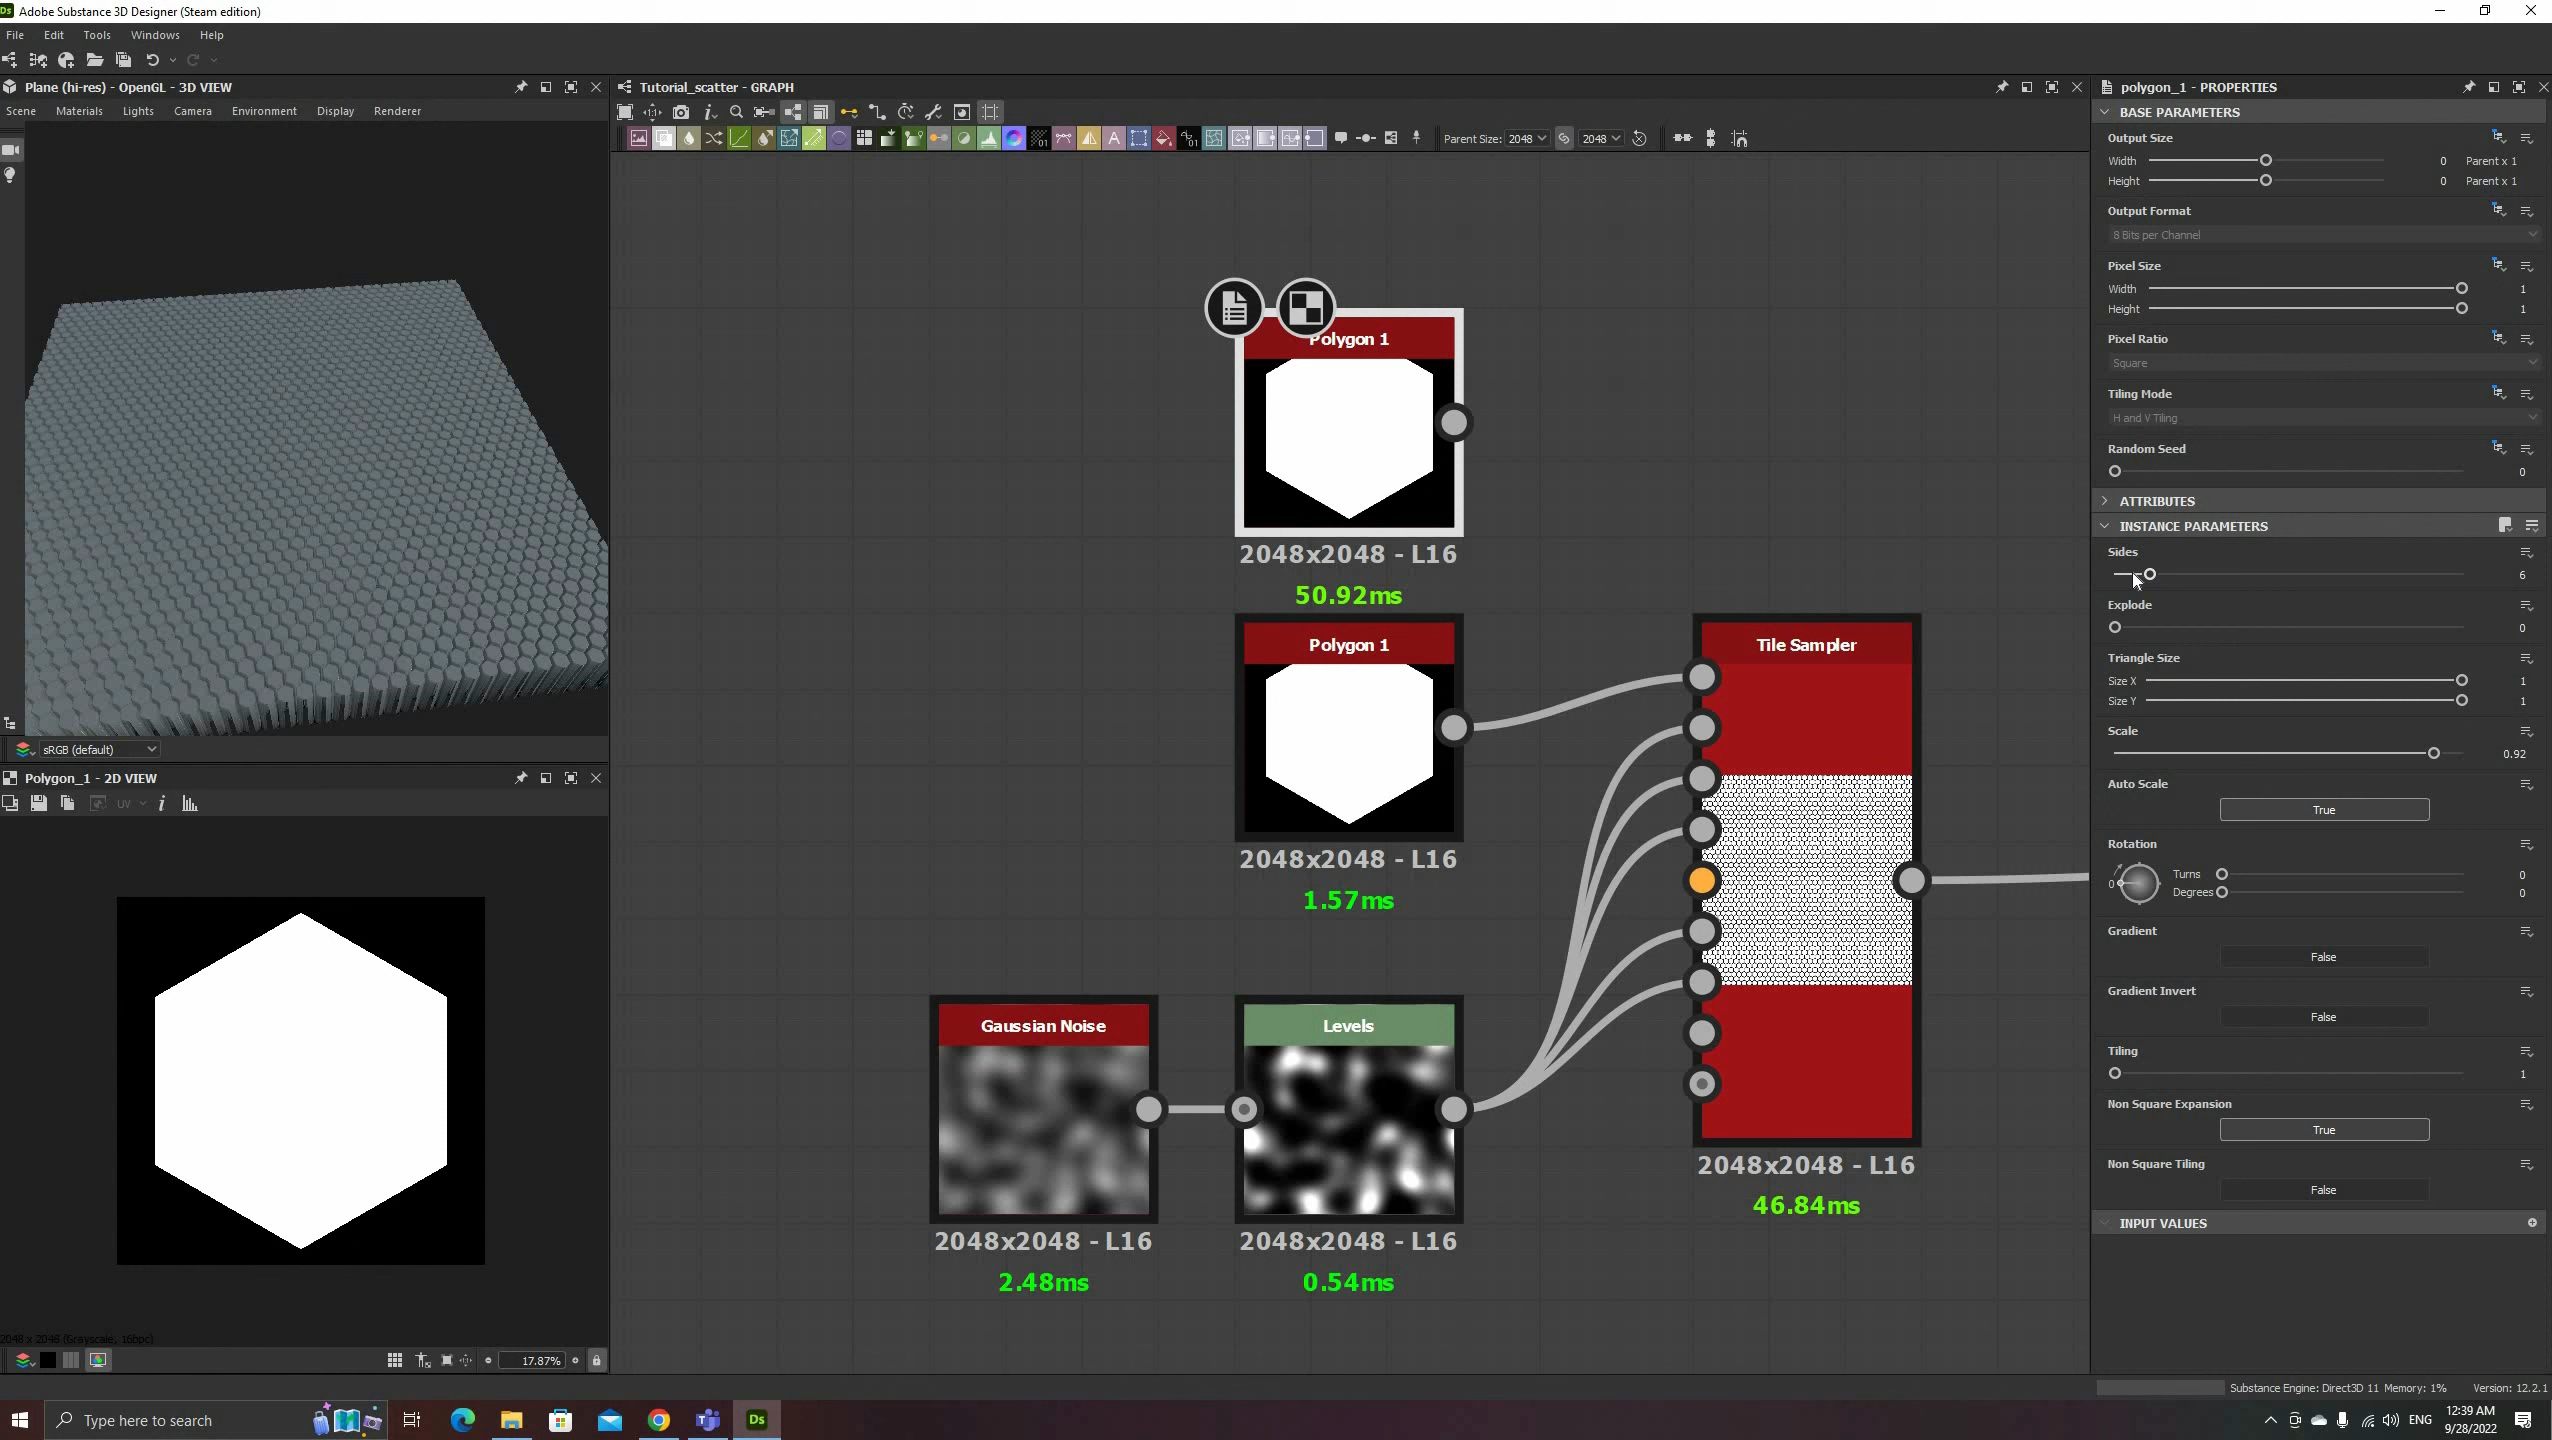 Ds Adobe Substance 3D Designer (Steam edition)
File Edit Tools Windows Help
Plane (hi-res) - OpenGL - 3D VIEW
Scene Materials Lights Camera Environment Display Renderer
sRGB (default)
Polygon_1 - 2D VIEW
UV
2048 x 2048 (Grayscale, 16bpc)
17.87%
Tutorial_scatter - GRAPH
Parent Size: 2048 2048
Polygon 1
2048x2048 - L16
50.92ms
Polygon 1
2048x2048 - L16
1.57ms
Tile Sampler
2048x2048 - L16
46.84ms
Gaussian Noise
2048x2048 - L16
2.48ms
Levels
2048x2048 - L16
0.54ms
polygon_1 - PROPERTIES
BASE PARAMETERS
Output Size
Width 0 Parent x 1
Height 0 Parent x 1
Output Format
8 Bits per Channel
Pixel Size
Width 1
Height 1
Pixel Ratio
Square
Tiling Mode
H and V Tiling
Random Seed
0
ATTRIBUTES
INSTANCE PARAMETERS
Sides
6
Explode
0
Triangle Size
Size X 1
Size Y 1
Scale
0.92
Auto Scale
True
Rotation
0 Turns 0
Degrees 0
Gradient
False
Gradient Invert
False
Tiling
1
Non Square Expansion
True
Non Square Tiling
False
INPUT VALUES
Substance Engine: Direct3D 11 Memory: 1% Version: 12.2.1
Type here to search
Ds
ENG
12:39 AM
9/28/2022